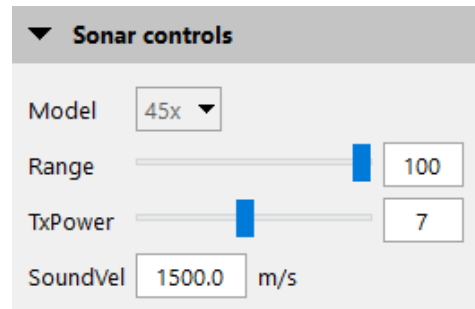 Sonar controls
Model 45x
Range 100
TxPower 7
SoundVel 1500.0 m/s